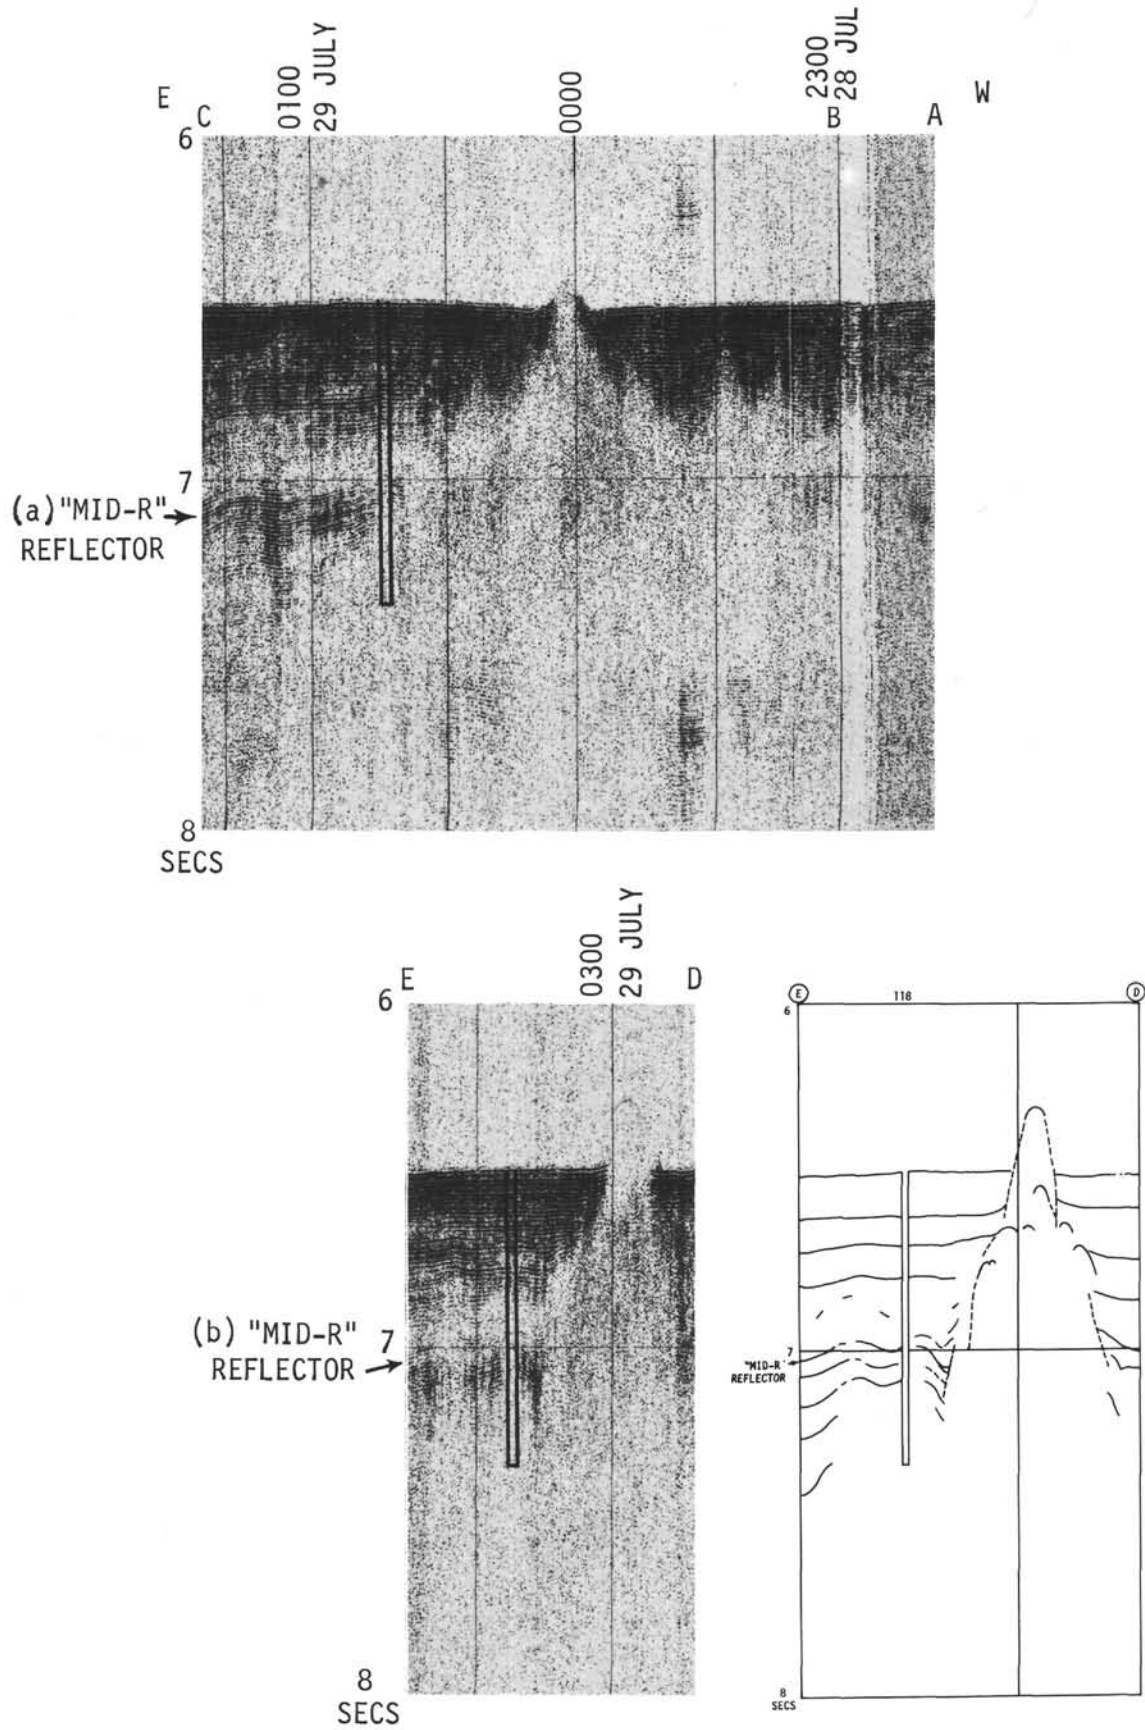 E C 0100 29 JULY 0000 2300 28 JUL B A W
6
7
(a) "MID-R" REFLECTOR
8
SECS
E 0300 29 JULY D
6
(b) "MID-R" 7
REFLECTOR
8
SECS
E 118 D
6
7
"MID-R"
REFLECTOR
8
SECS